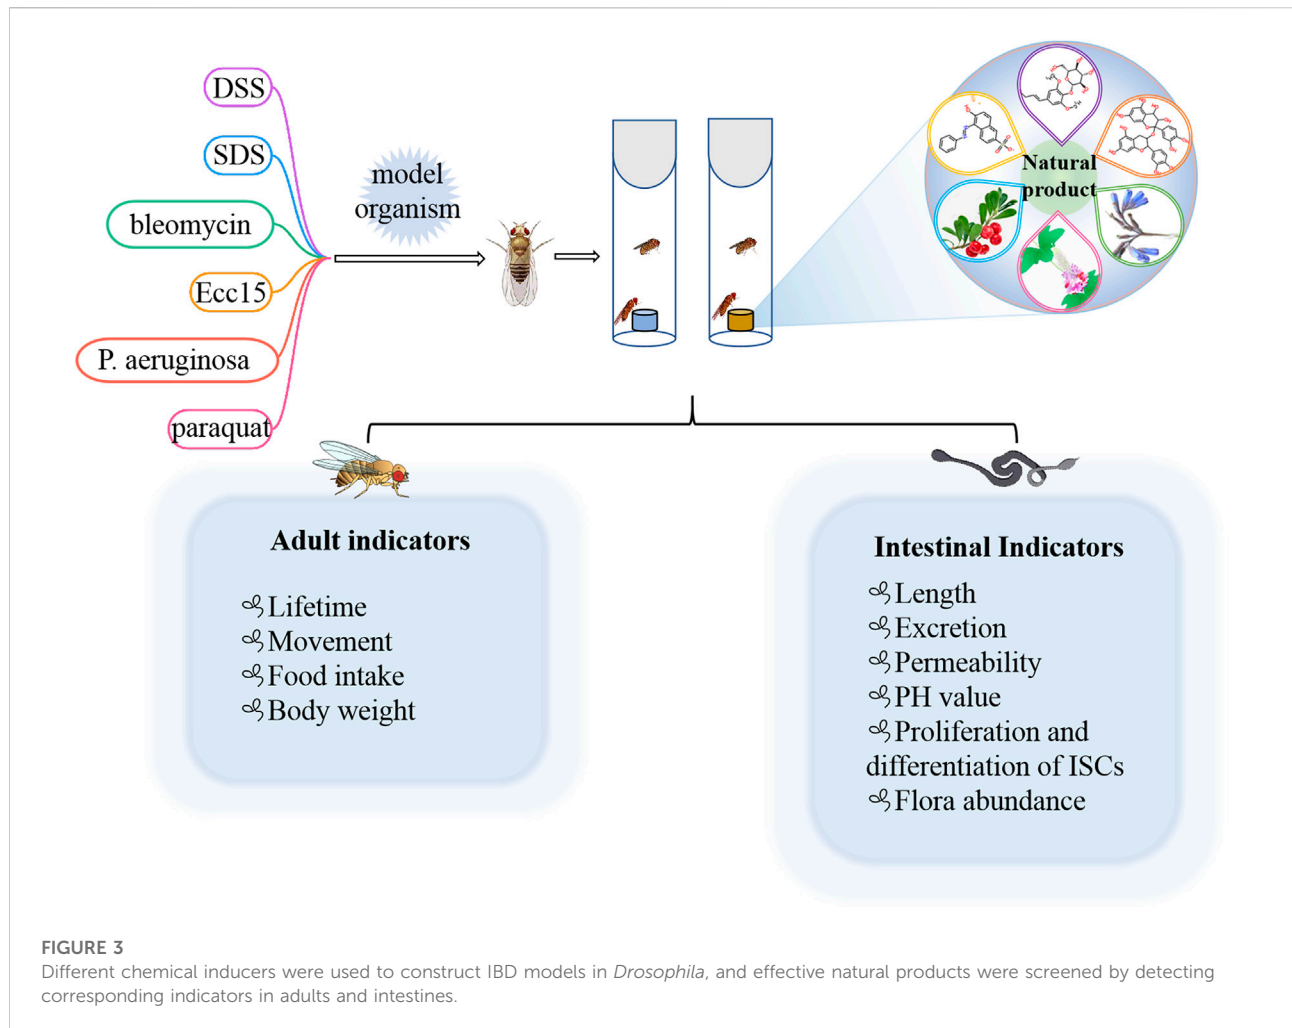 DSS
SDS
bleomycin
Ecc15
P. aeruginosa
paraquat
model
organism
Natural
product
Adult indicators
Lifetime
Movement
Food intake
Body weight
Intestinal Indicators
Length
Excretion
Permeability
PH value
Proliferation and
differentiation of ISCs
Flora abundance
FIGURE 3
Different chemical inducers were used to construct IBD models in Drosophila, and effective natural products were screened by detecting
corresponding indicators in adults and intestines.